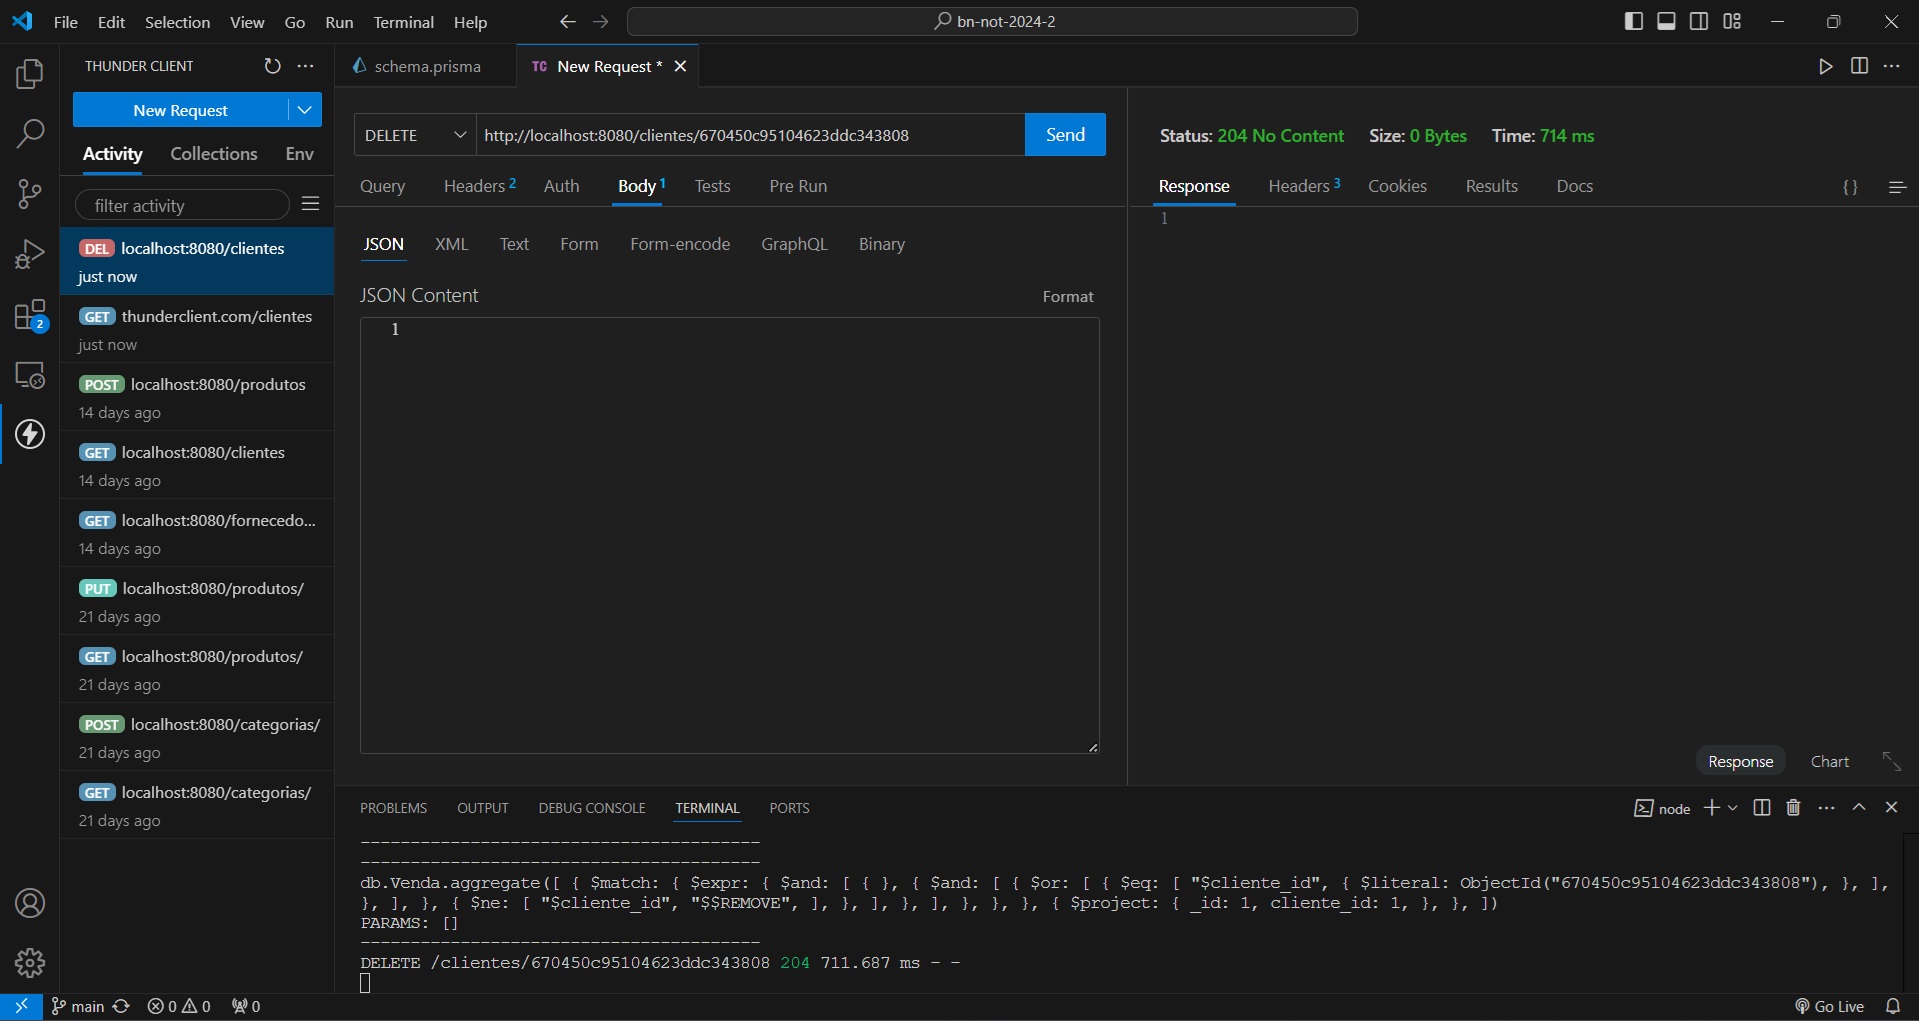 File Edit Selection View Go Run Terminal Help
bn-not-2024-2
THUNDER CLIENT
New Request
Activity Collections Env
filter activity
DEL localhost:8080/clientes
just now
GET thunderclient.com/clientes
just now
POST localhost:8080/produtos
14 days ago
GET localhost:8080/clientes
14 days ago
GET localhost:8080/fornecedo...
14 days ago
PUT localhost:8080/produtos/
21 days ago
GET localhost:8080/produtos/
21 days ago
POST localhost:8080/categorias/
21 days ago
GET localhost:8080/categorias/
21 days ago
schema.prisma
TC New Request *
DELETE http://localhost:8080/clientes/670450c95104623ddc343808 Send
Query Headers 2 Auth Body 1 Tests Pre Run
JSON XML Text Form Form-encode GraphQL Binary
JSON Content Format
1
Status: 204 No Content Size: 0 Bytes Time: 714 ms
Response Headers 3 Cookies Results Docs {}
1
Response Chart
PROBLEMS OUTPUT DEBUG CONSOLE TERMINAL PORTS
node
----------------------------------------
----------------------------------------
db.Venda.aggregate([ { $match: { $expr: { $and: [ { }, { $and: [ { $or: [ { $eq: [ "$cliente_id", { $literal: ObjectId("670450c95104623ddc343808"), }, ],
}, ], }, { $ne: [ "$cliente_id", "$$REMOVE", ], }, ], }, ], }, }, }, { $project: { _id: 1, cliente_id: 1, }, }, ])
PARAMS: []
----------------------------------------
DELETE /clientes/670450c95104623ddc343808 204 711.687 ms - -
2
main 0 0 0
Go Live